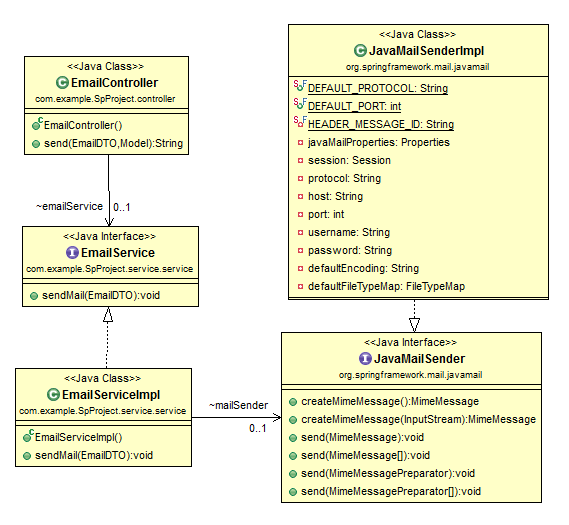 <<Java Class>>
EmailController
com.example.SpProject.controller
EmailController()
send(EmailDTO,Model):String
~emailService
0..1
<<Java Interface>>
EmailService
com.example.SpProject.service.service
sendMail(EmailDTO):void
<<Java Class>>
EmailServiceImpl
com.example.SpProject.service.service
EmailServiceImpl()
sendMail(EmailDTO):void
~mailSender
0..1
<<Java Class>>
JavaMailSenderImpl
org.springframework.mail.javamail
DEFAULT_PROTOCOL: String
DEFAULT_PORT: int
HEADER_MESSAGE_ID: String
javaMailProperties: Properties
session: Session
protocol: String
host: String
port: int
username: String
password: String
defaultEncoding: String
defaultFileTypeMap: FileTypeMap
<<Java Interface>>
JavaMailSender
org.springframework.mail.javamail
createMimeMessage():MimeMessage
createMimeMessage(InputStream):MimeMessage
send(MimeMessage):void
send(MimeMessage[]):void
send(MimeMessagePreparator):void
send(MimeMessagePreparator[]):void